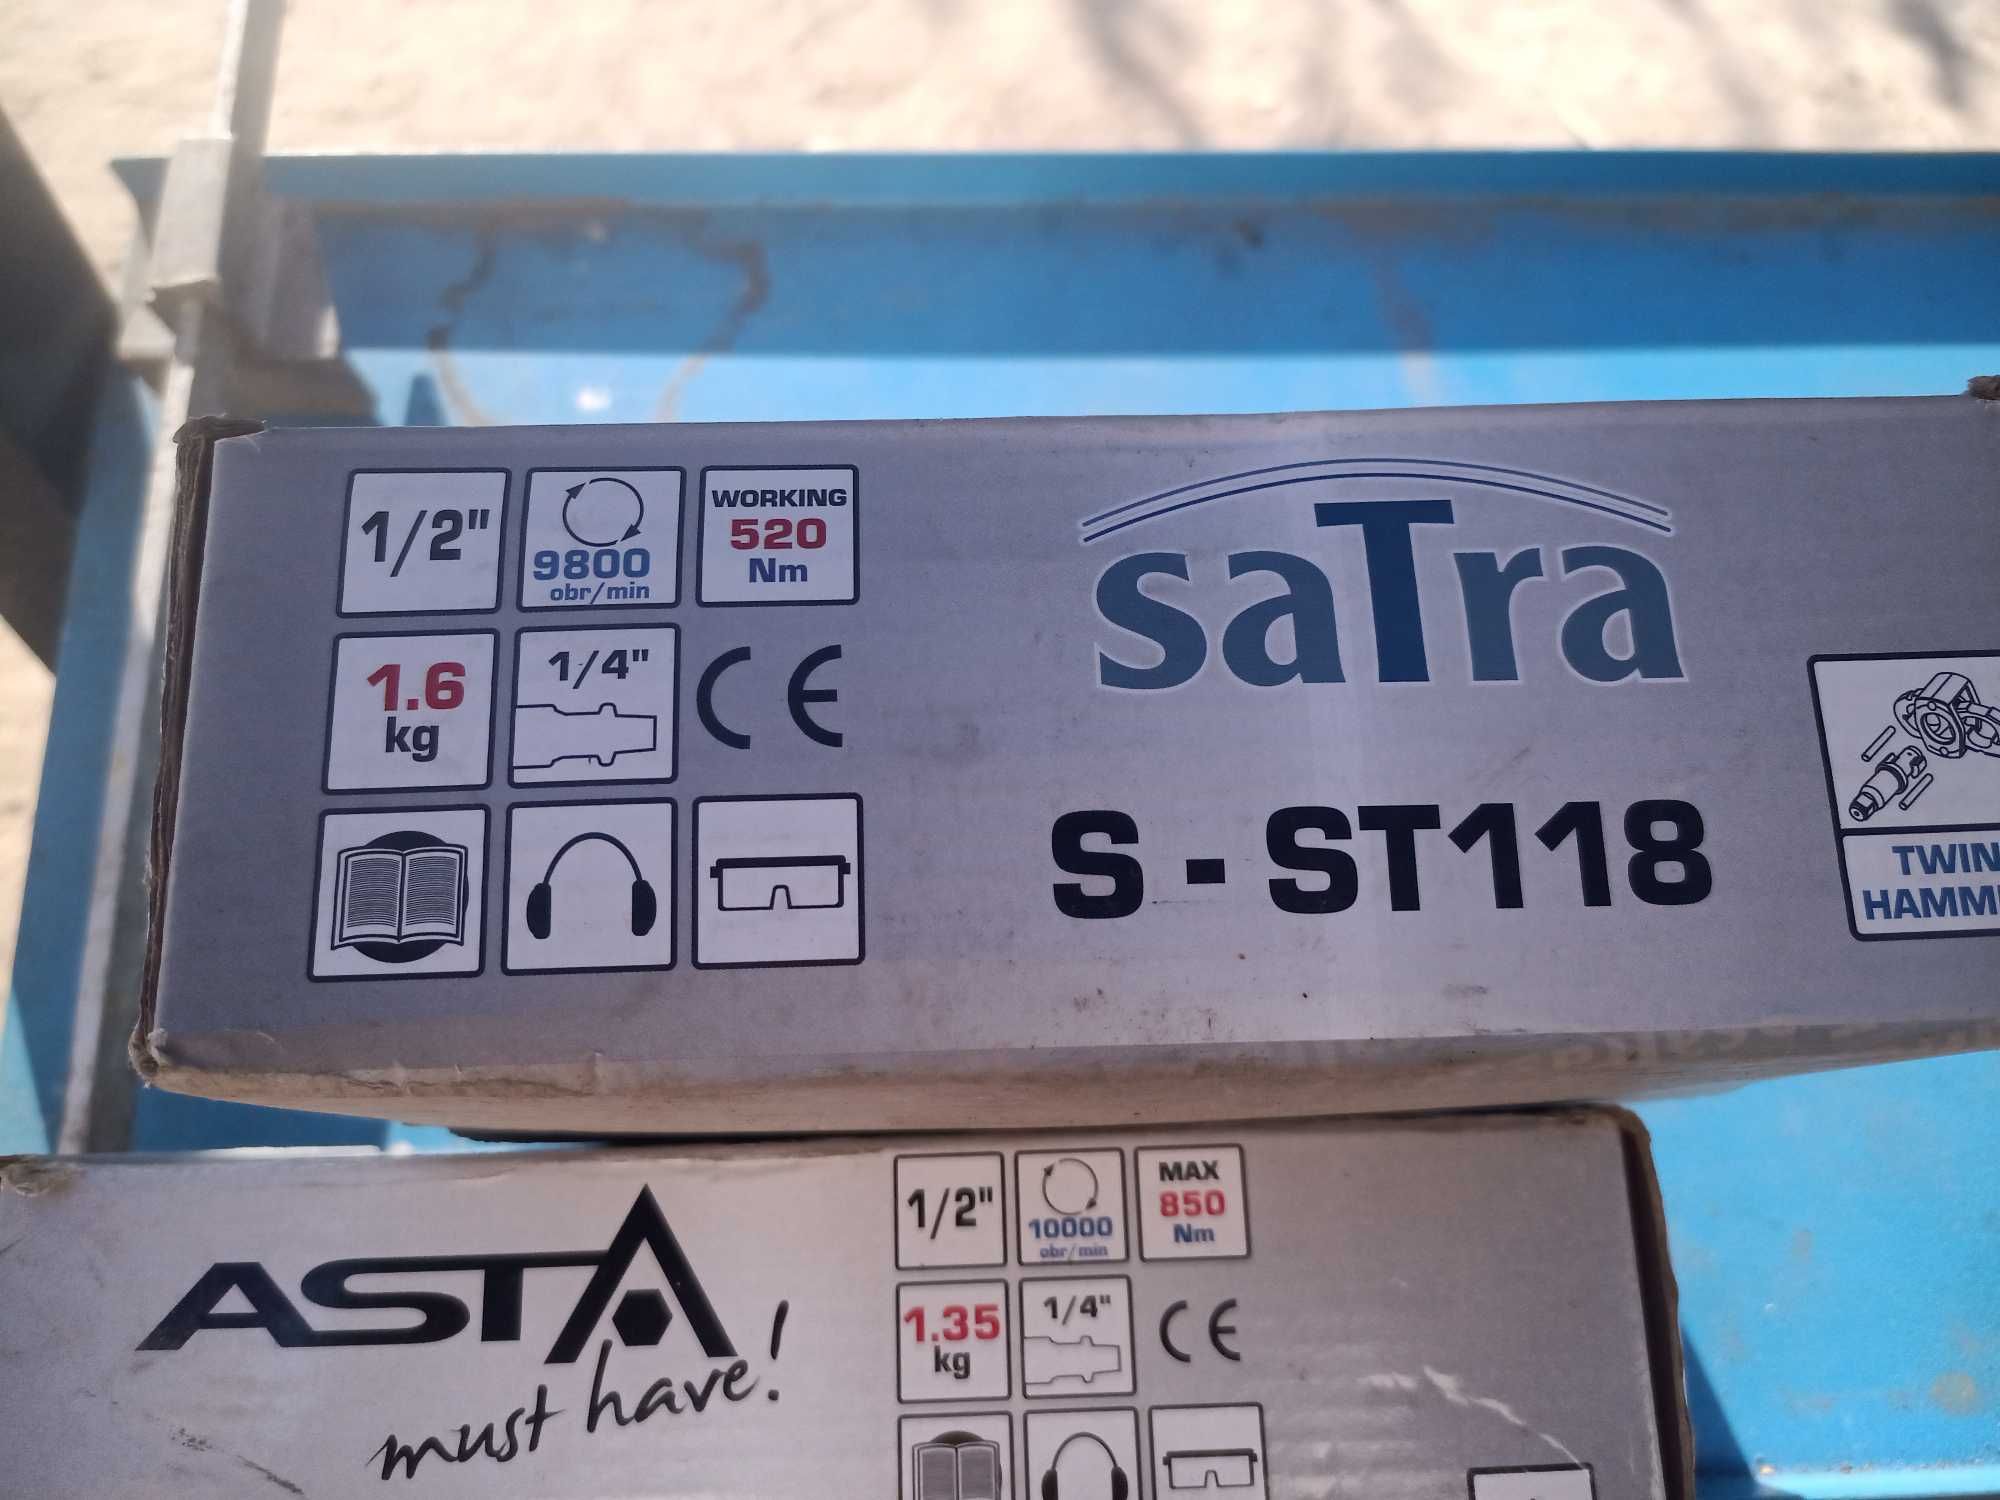 1/2"
9800
obr/min
WORKING
520
Nm
1.6
kg
1/4"
CE
saTra
S - ST118
TWIN
ASTA
must have!
1/2"
10000
obr/min
MAX
850
Nm
1.35
kg
1/4"
CE